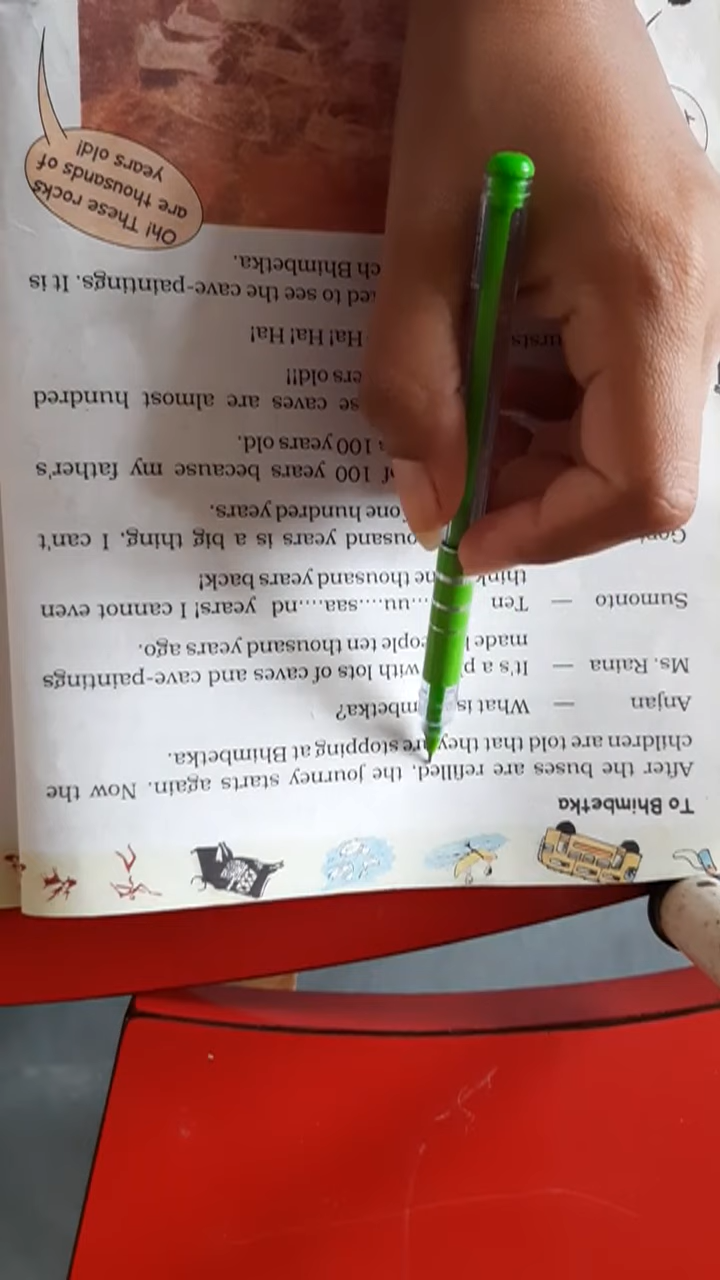 To Bhimbetka
After the buses are refilled, the journey starts again. Now the
children are told that they are stopping at Bhimbetka.
Anjan — What is mbetka?
Ms. Raina — It's a p with lots of caves and cave-paintings
made eople ten thousand years ago.
Sumonto — Ten ...uu....saa....nd years! I cannot even
think ne thousand years back!
ousand years is a big thing, I can't
one hundred years.
of 100 years because my father's
100 years old.
se caves are almost hundred
ers old!!
ursts Ha! Ha! Ha!
ted to see the cave-paintings. It is
ch Bhimbetka.
Oh! These rocks
are thousands of
years old!